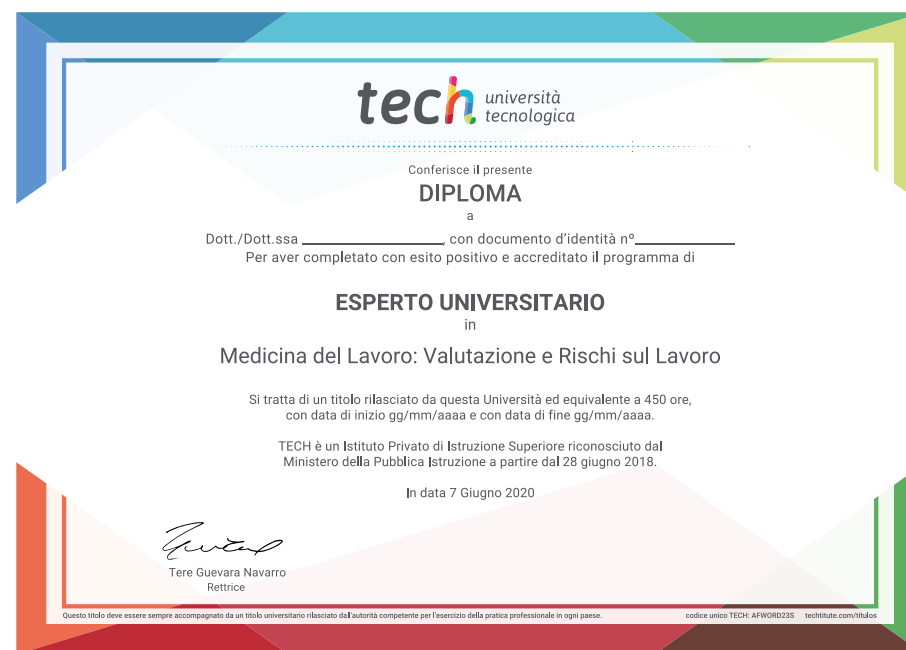 tech università
tecnologica
Conferisce il presente
DIPLOMA
a
Dott./Dott.ssa ____________________, con documento d'identità nº______________
Per aver completato con esito positivo e accreditato il programma di
ESPERTO UNIVERSITARIO
in
Medicina del Lavoro: Valutazione e Rischi sul Lavoro
Si tratta di un titolo rilasciato da questa Università ed equivalente a 450 ore,
con data di inizio gg/mm/aaaa e con data di fine gg/mm/aaaa.
TECH è un Istituto Privato di Istruzione Superiore riconosciuto dal
Ministero della Pubblica Istruzione a partire dal 28 giugno 2018.
In data 7 Giugno 2020
Tere Guevara Navarro
Rettrice
Questo titolo deve essere sempre accompagnato da un titolo universitario rilasciato dall'autorità competente per l'esercizio della pratica professionale in ogni paese. codice unico TECH: AFWORD23S techtitute.com/titulos